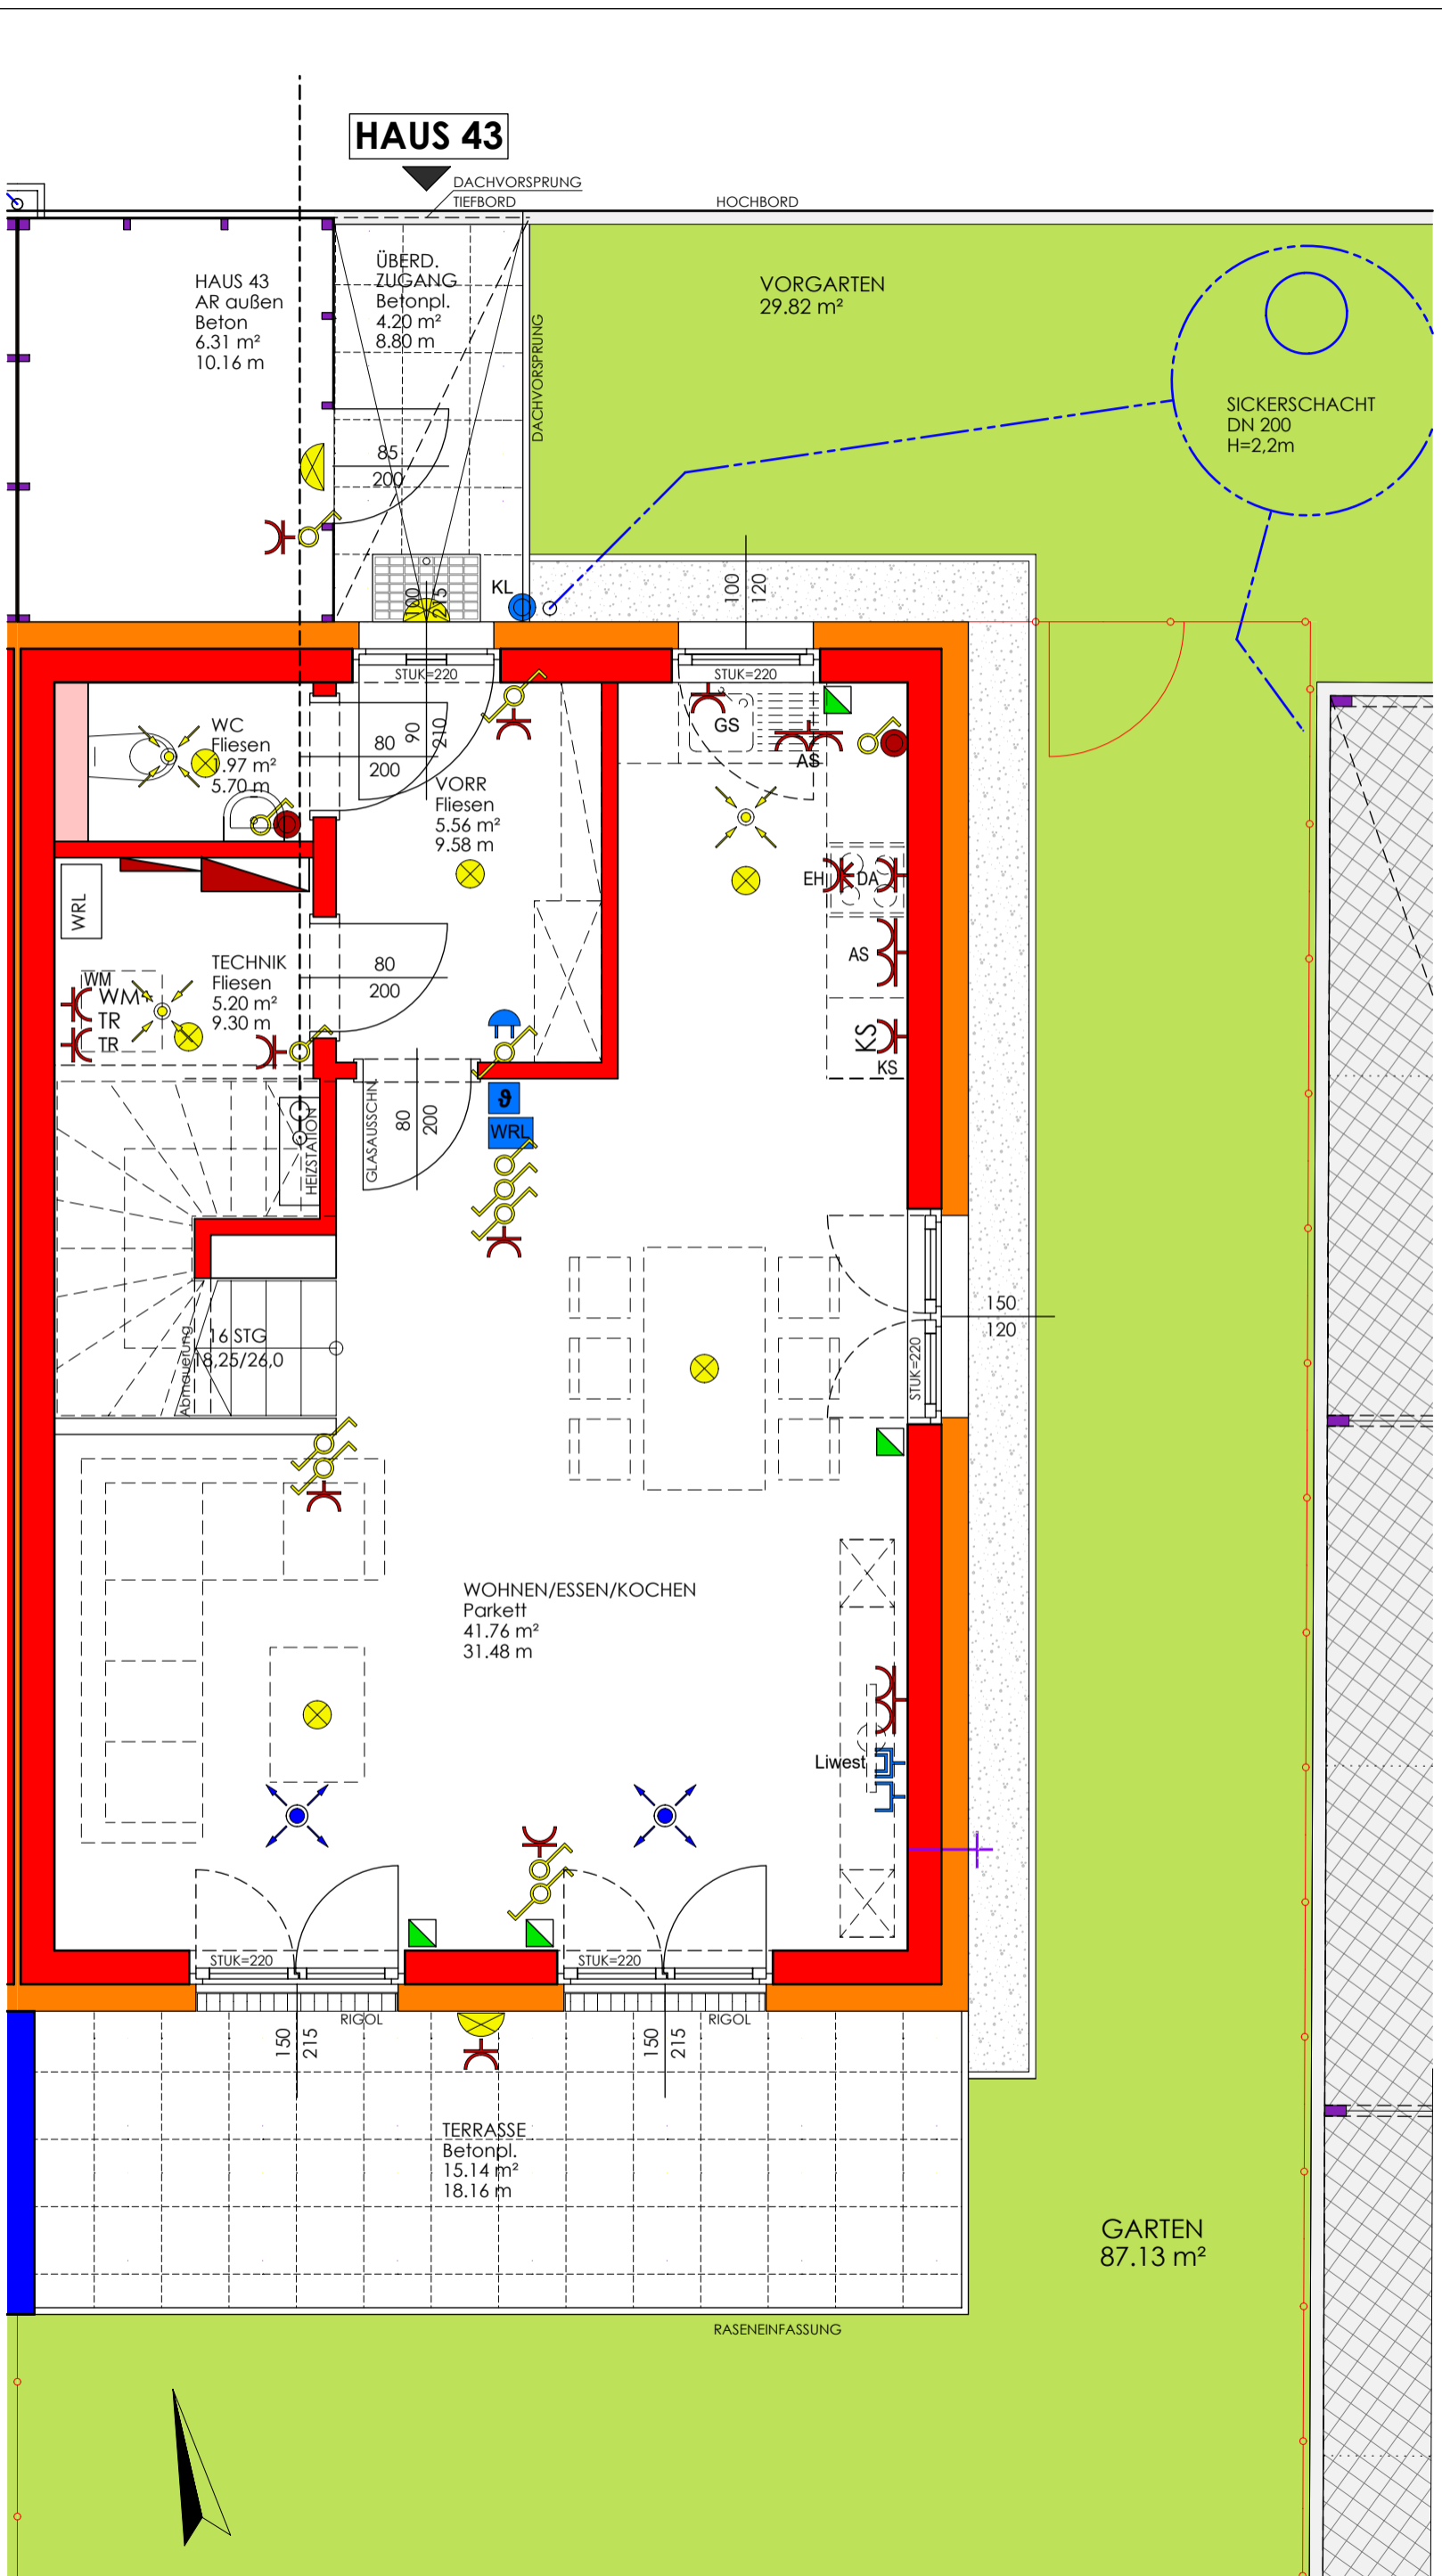 HAUS 43
DACHVORSPRUNG
TIEFBORD
HOCHBORD
HAUS 43
AR außen
Beton
6.31 m²
10.16 m
ÜBERD.
ZUGANG
Betonpl.
4.20 m²
8.80 m
DACHVORSPRUNG
VORGARTEN
29.82 m²
SICKERSCHACHT
DN 200
H=2,2m
85
200
KL
100
215
100
120
STUK=220
STUK=220
WC
Fliesen
1.97 m²
5.70 m
80
200
90
210
VORR
Fliesen
5.56 m²
9.58 m
GS
AS
EH
DA
AS
KS
KS
WRL
TECHNIK
Fliesen
5.20 m²
9.30 m
80
200
WM
WM
TR
TR
HEIZSTATION
GLASAUSSCHN.
80
200
ϑ
WRL
16 STG
18,25/26,0
Abmauerung
150
120
STUK=220
WOHNEN/ESSEN/KOCHEN
Parkett
41.76 m²
31.48 m
Liwest
STUK=220
STUK=220
RIGOL
RIGOL
150
215
150
215
TERRASSE
Betonpl.
15.14 m²
18.16 m
GARTEN
87.13 m²
RASENEINFASSUNG